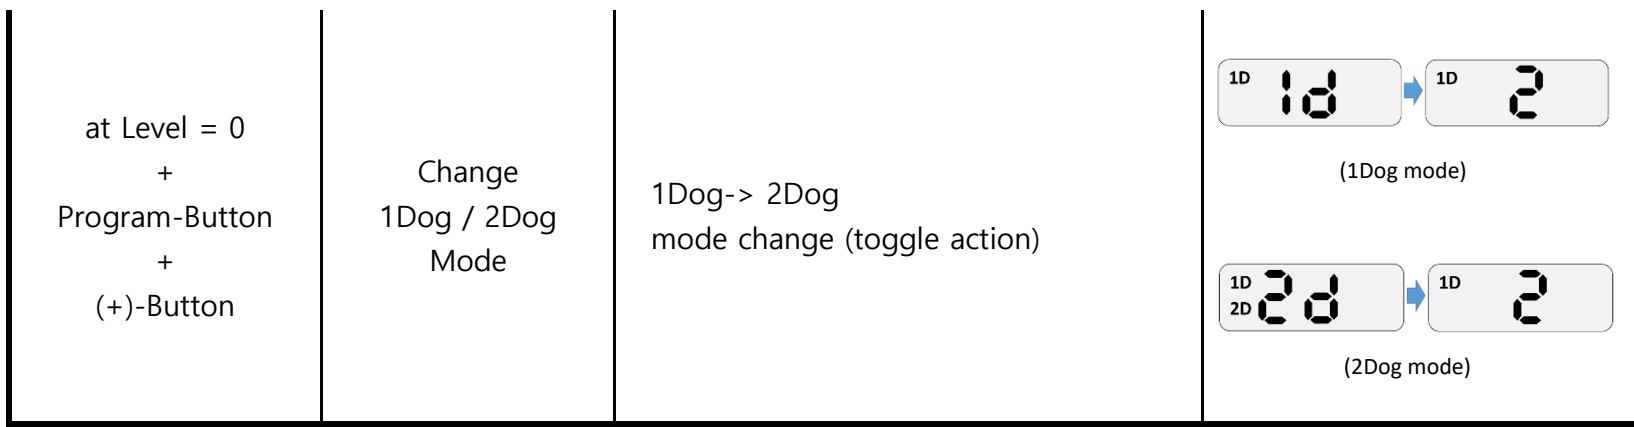 at Level = 0
+
Program-Button
+
(+)-Button
Change
1Dog / 2Dog
Mode
1Dog-> 2Dog
mode change (toggle action)
1D 1d 1D 2
(1Dog mode)
1D 2d 1D 2
2D
(2Dog mode)